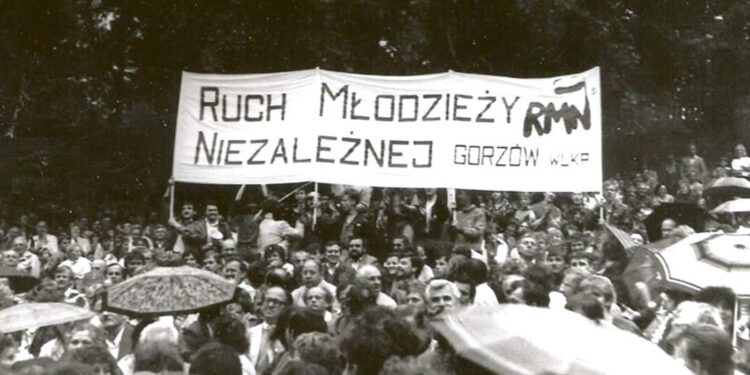 RUCH MŁODZIEŻY RMN
NIEZALEŻNEJ GORZÓW WLKP